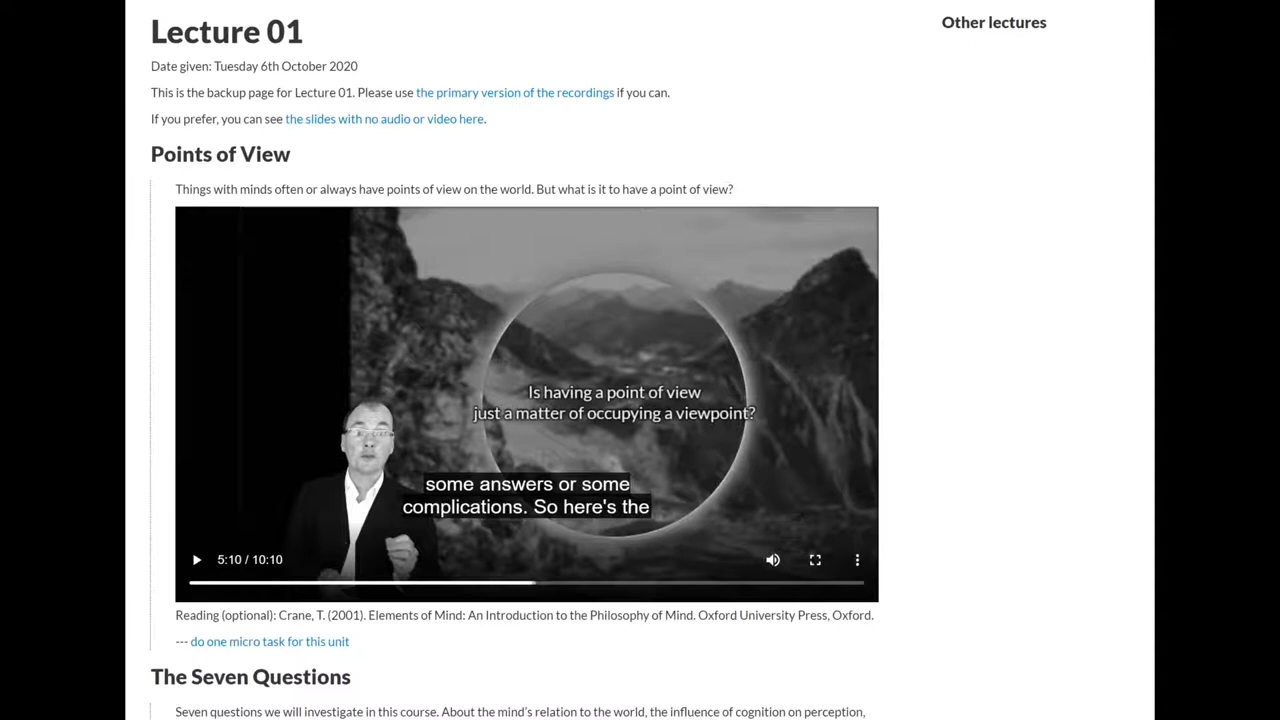 Lecture 01
Other lectures
Date given: Tuesday 6th October 2020
This is the backup page for Lecture 01. Please use the primary version of the recordings if you can.
If you prefer, you can see the slides with no audio or video here.
Points of View
Things with minds often or always have points of view on the world. But what is it to have a point of view?
Is having a point of view
just a matter of occupying a viewpoint?
some answers or some
complications. So here's the
5:10 / 10:10
Reading (optional): Crane, T. (2001). Elements of Mind: An Introduction to the Philosophy of Mind. Oxford University Press, Oxford.
--- do one micro task for this unit
The Seven Questions
Seven questions we will investigate in this course. About the mind’s relation to the world, the influence of cognition on perception,